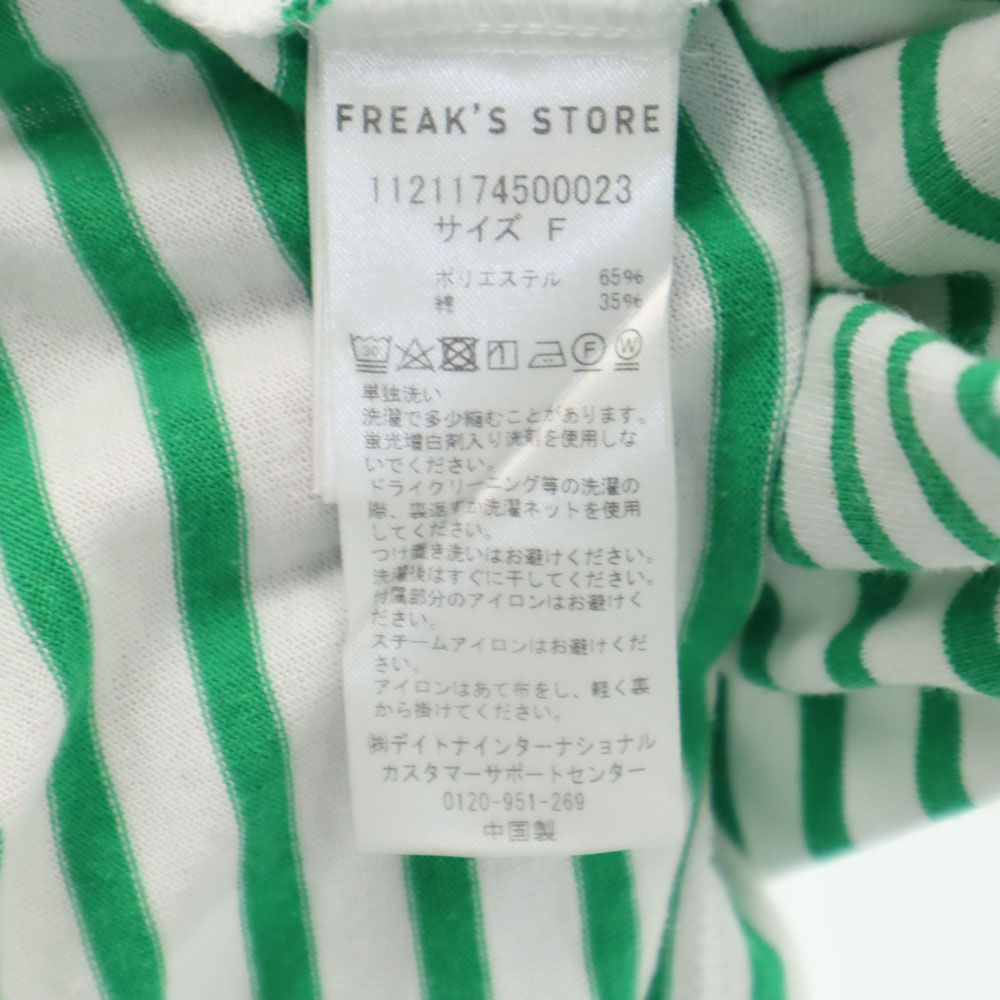 FREAK'S STORE
1121174500023
サイズ F
ポリエステル 65%
綿 35%
30 1 F W
単独洗い
洗濯で多少縮むことがあります。
蛍光増白剤入り洗剤を使用しな
いでください。
ドライクリーニング等の洗濯の
際、裏返すか洗濯ネットを使用
してください。
つけ置き洗いはお避けください。
洗濯後はすぐに干してください。
付属部分のアイロンはお避けく
ださい。
スチームアイロンはお避けくだ
さい。
アイロンはあて布をし、軽く裏
から掛けてください。
㈱デイトナインターナショナル
カスタマーサポートセンター
0120-951-269
中国製